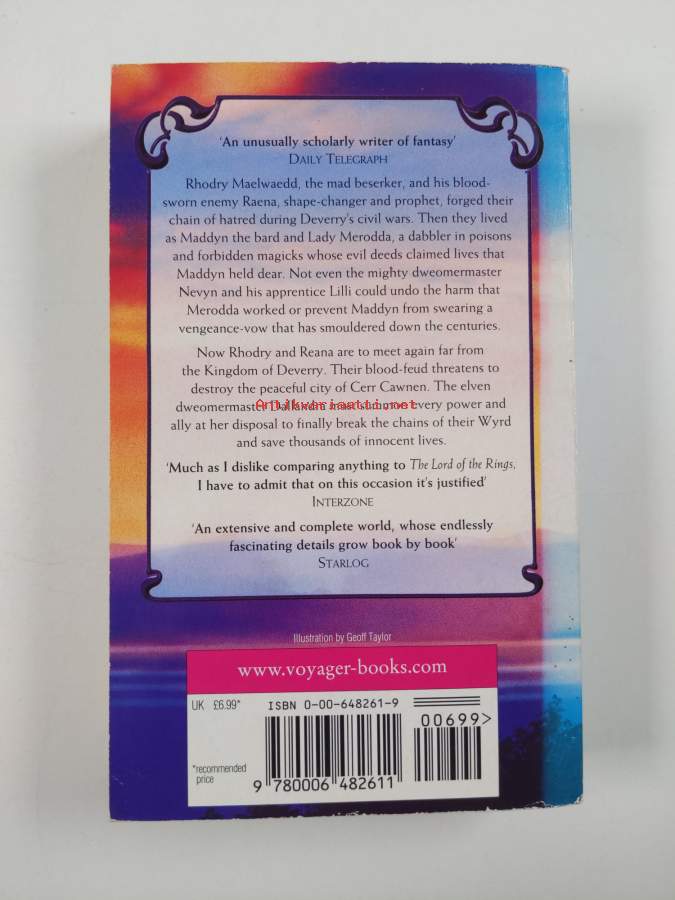 'An unusually scholarly writer of fantasy'
DAILY TELEGRAPH
Rhodry Maelwaedd, the mad beserker, and his blood-
sworn enemy Raena, shape-changer and prophet, forged their
chain of hatred during Deverry's civil wars. Then they lived
as Maddyn the bard and Lady Merodda, a dabbler in poisons
and forbidden magicks whose evil deeds claimed lives that
Maddyn held dear. Not even the mighty dweomermaster
Nevyn and his apprentice Lilli could undo the harm that
Merodda worked or prevent Maddyn from swearing a
vengeance-vow that has smouldered down the centuries.
Now Rhodry and Reana are to meet again far from
the Kingdom of Deverry. Their blood-feud threatens to
destroy the peaceful city of Cerr Cawnen. The elven
dweomermaster Dallandra must summon every power and
Antikvariaatti.net
ally at her disposal to finally break the chains of their Wyrd
and save thousands of innocent lives.
'Much as I dislike comparing anything to The Lord of the Rings,
I have to admit that on this occasion it's justified'
INTERZONE
'An extensive and complete world, whose endlessly
fascinating details grow book by book'
STARLOG
Illustration by Geoff Taylor
www.voyager-books.com
UK £6.99*
ISBN 0-00-648261-9
00699>
*recommended
price
9 780006 482611